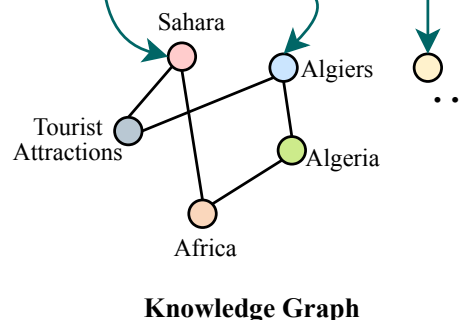 Sahara
Algiers
. .
Tourist
Attractions
Algeria
Africa
Knowledge Graph